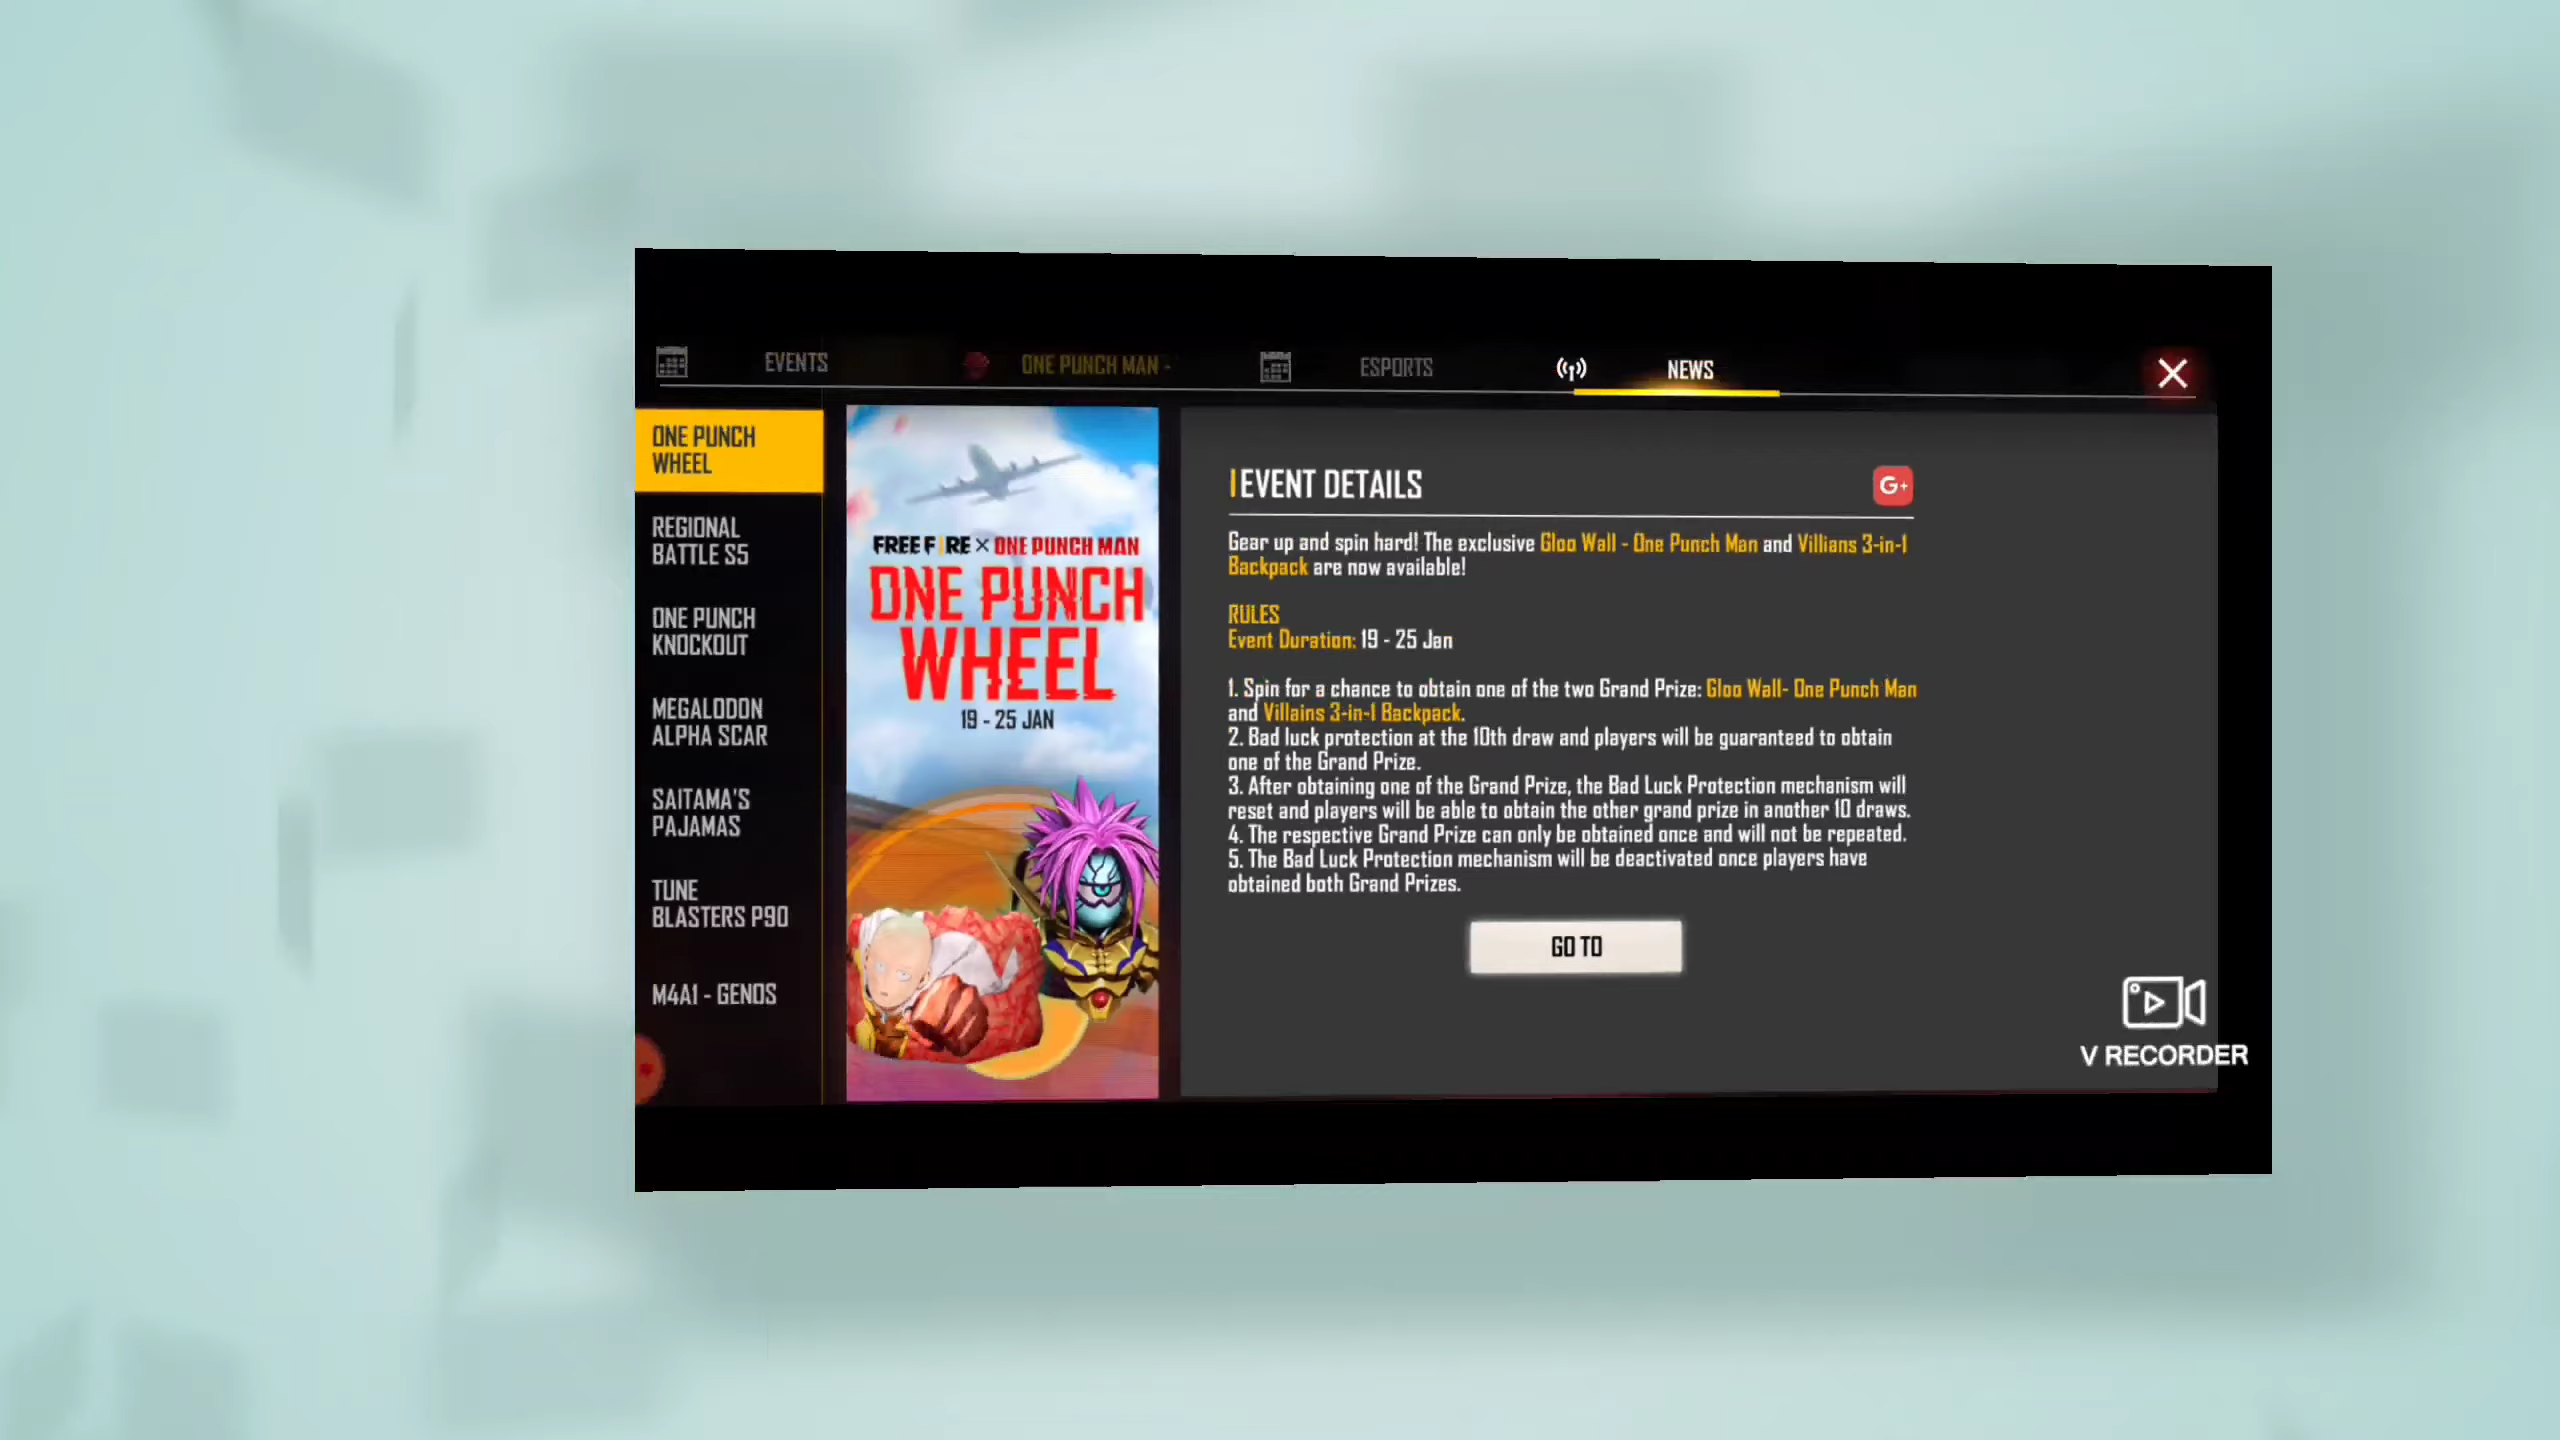 EVENTS
ONE PUNCH MAN -
ESPORTS
NEWS
ONE PUNCH
WHEEL
REGIONAL
BATTLE S5
ONE PUNCH
KNOCKOUT
MEGALODON
ALPHA SCAR
SAITAMA'S
PAJAMAS
TUNE
BLASTERS P90
M4A1 - GENOS
FREE FIRE × ONE PUNCH MAN
ONE PUNCH
WHEEL
19 - 25 JAN
EVENT DETAILS
G+
Gear up and spin hard! The exclusive Gloo Wall - One Punch Man and Villians 3-in-1
Backpack are now available!
RULES
Event Duration: 19 - 25 Jan
1. Spin for a chance to obtain one of the two Grand Prize: Gloo Wall- One Punch Man
and Villains 3-in-1 Backpack.
2. Bad luck protection at the 10th draw and players will be guaranteed to obtain
one of the Grand Prize.
3. After obtaining one of the Grand Prize, the Bad Luck Protection mechanism will
reset and players will be able to obtain the other grand prize in another 10 draws.
4. The respective Grand Prize can only be obtained once and will not be repeated.
5. The Bad Luck Protection mechanism will be deactivated once players have
obtained both Grand Prizes.
GO TO
V RECORDER